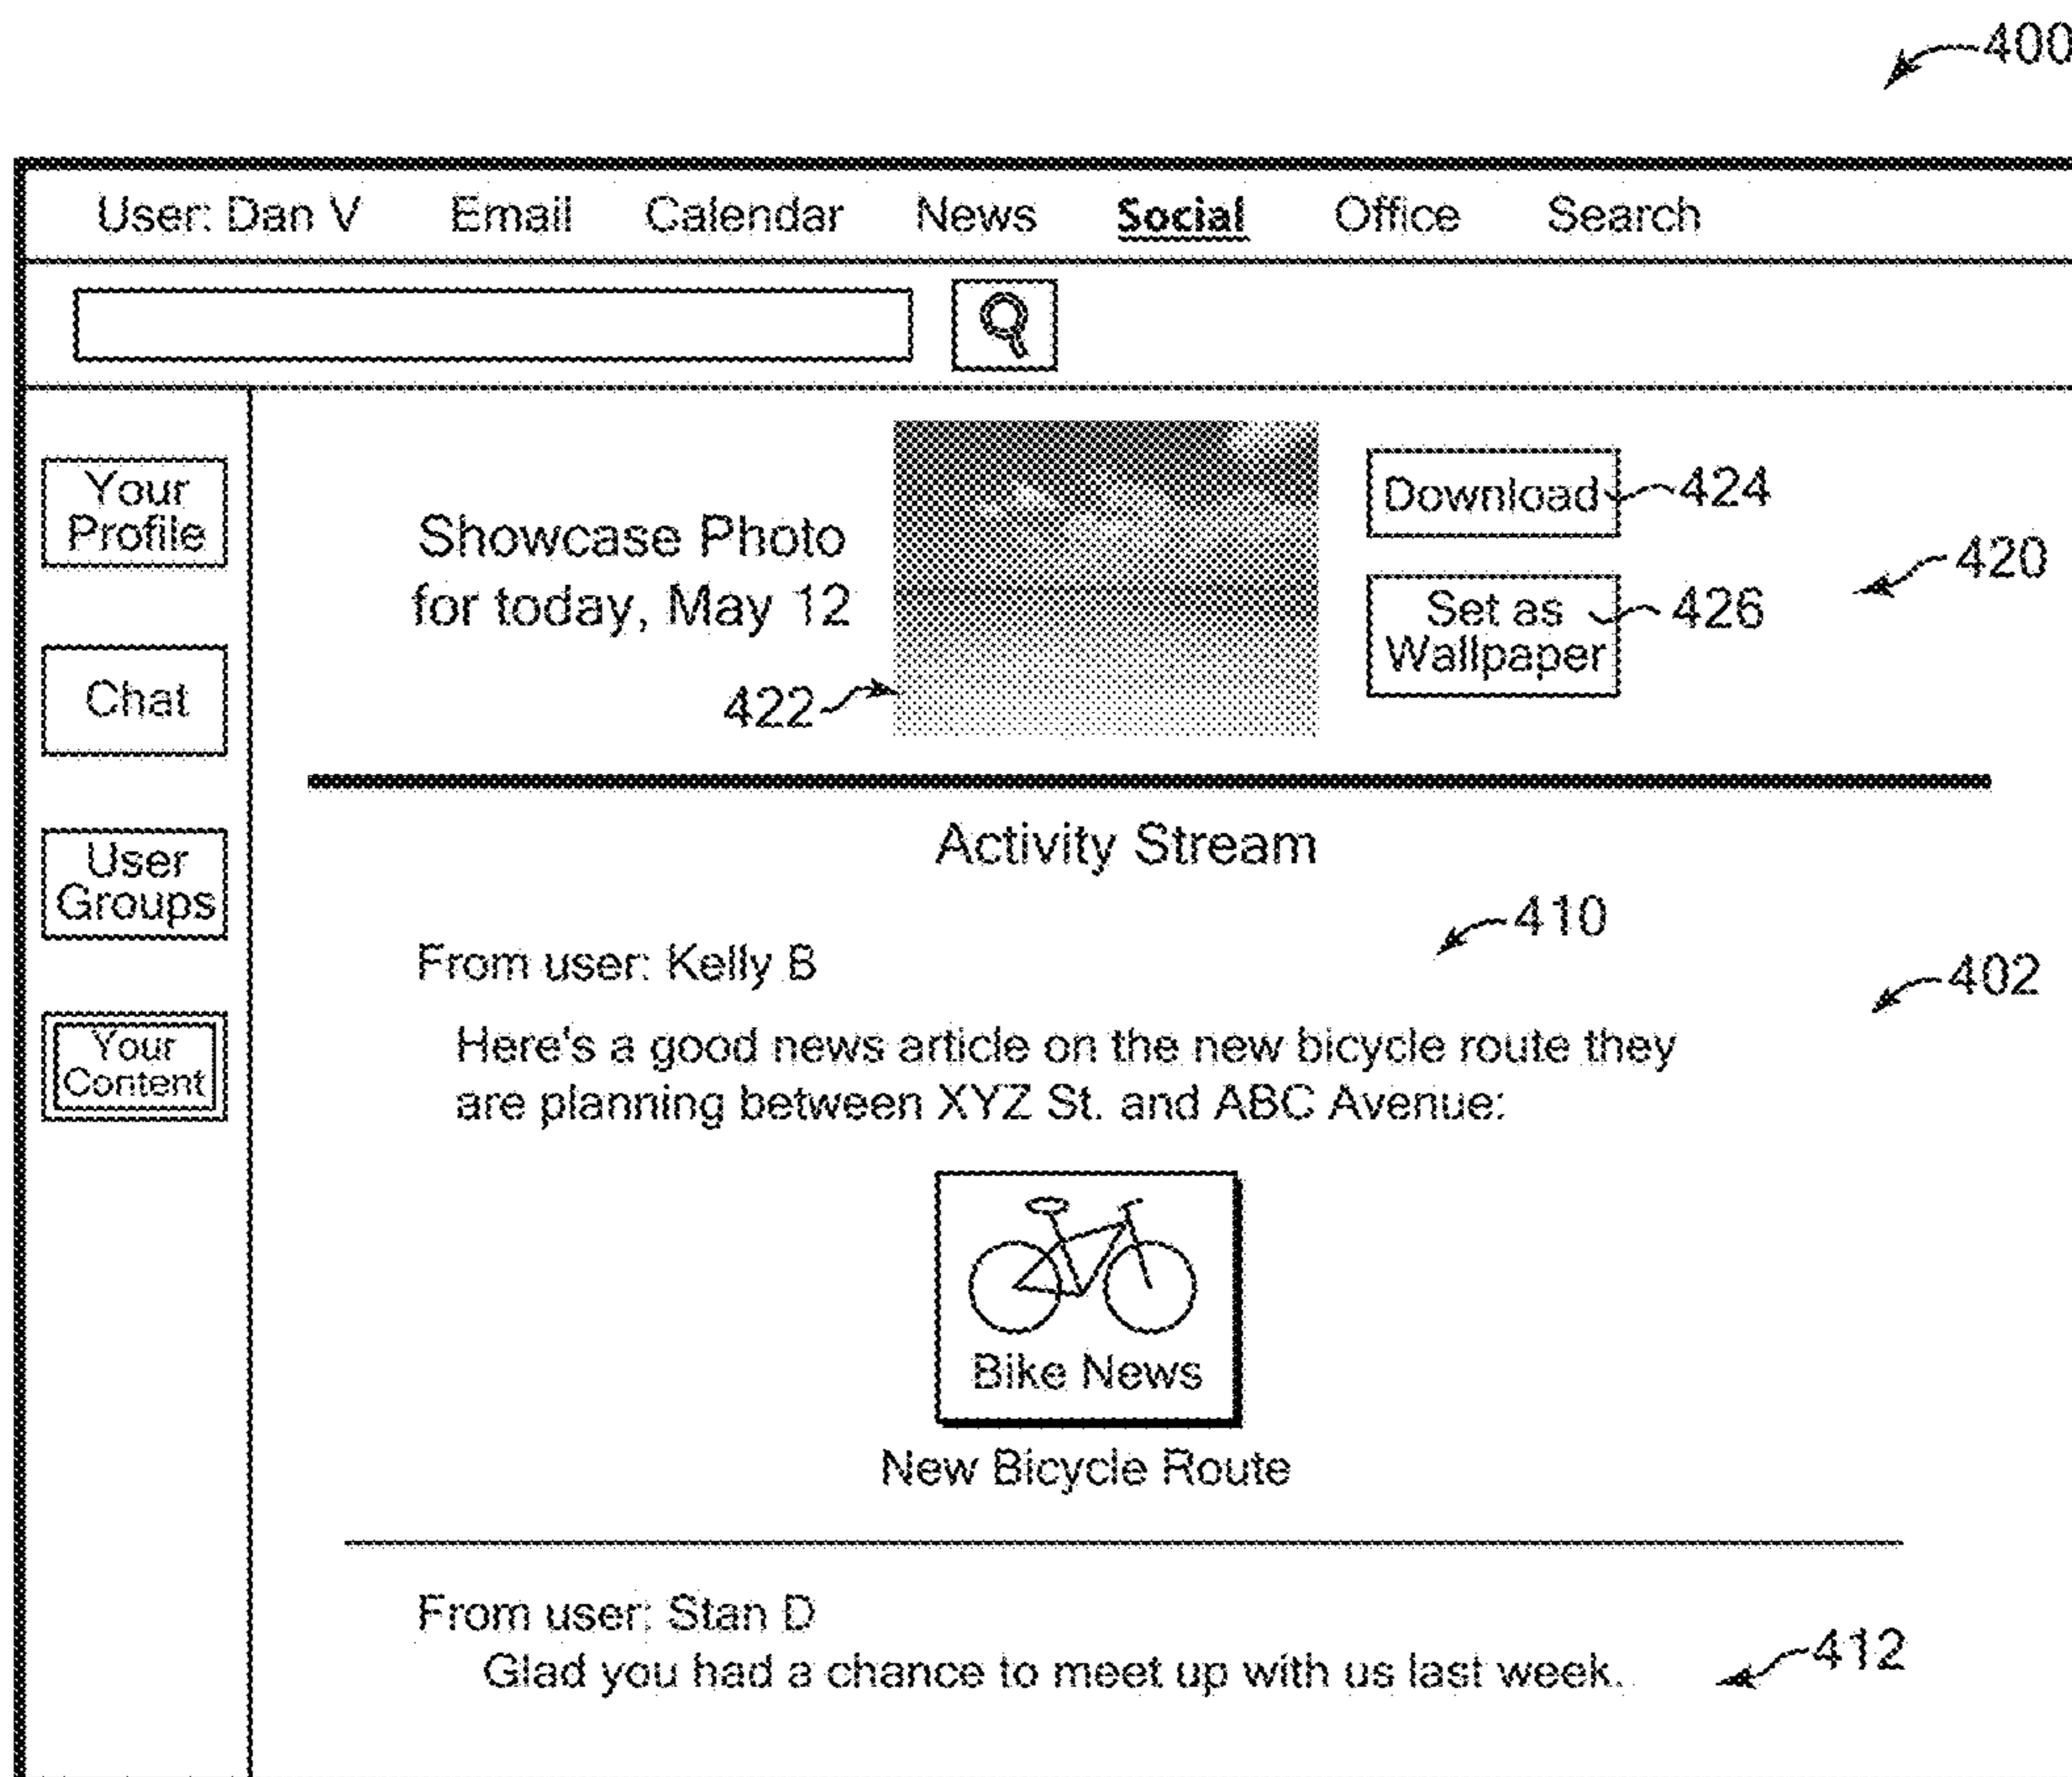 400
User: Dan V Email Calendar News Social Office Search
Your
Profile
Chat
User
Groups
Your
Content
Showcase Photo
for today, May 12
422
Download
424
420
Set as
Wallpaper
426
Activity Stream
410
From user: Kelly B
402
Here's a good news article on the new bicycle route they
are planning between XYZ St. and ABC Avenue:
Bike News
New Bicycle Route
From user: Stan D
Glad you had a chance to meet up with us last week.
412